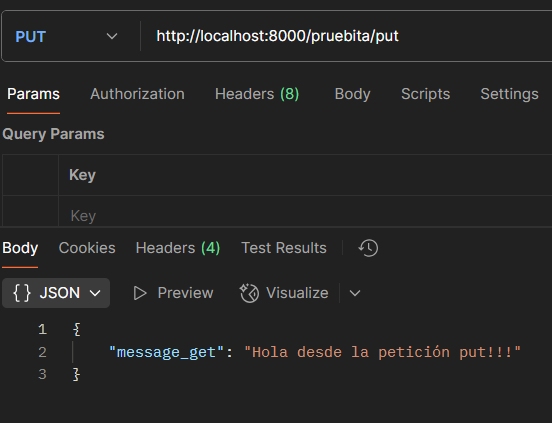 PUT http://localhost:8000/pruebita/put
Params Authorization Headers (8) Body Scripts Settings
Query Params
Key
Key
Body Cookies Headers (4) Test Results
{} JSON Preview Visualize
1 {
2 "message_get": "Hola desde la petición put!!!"
3 }